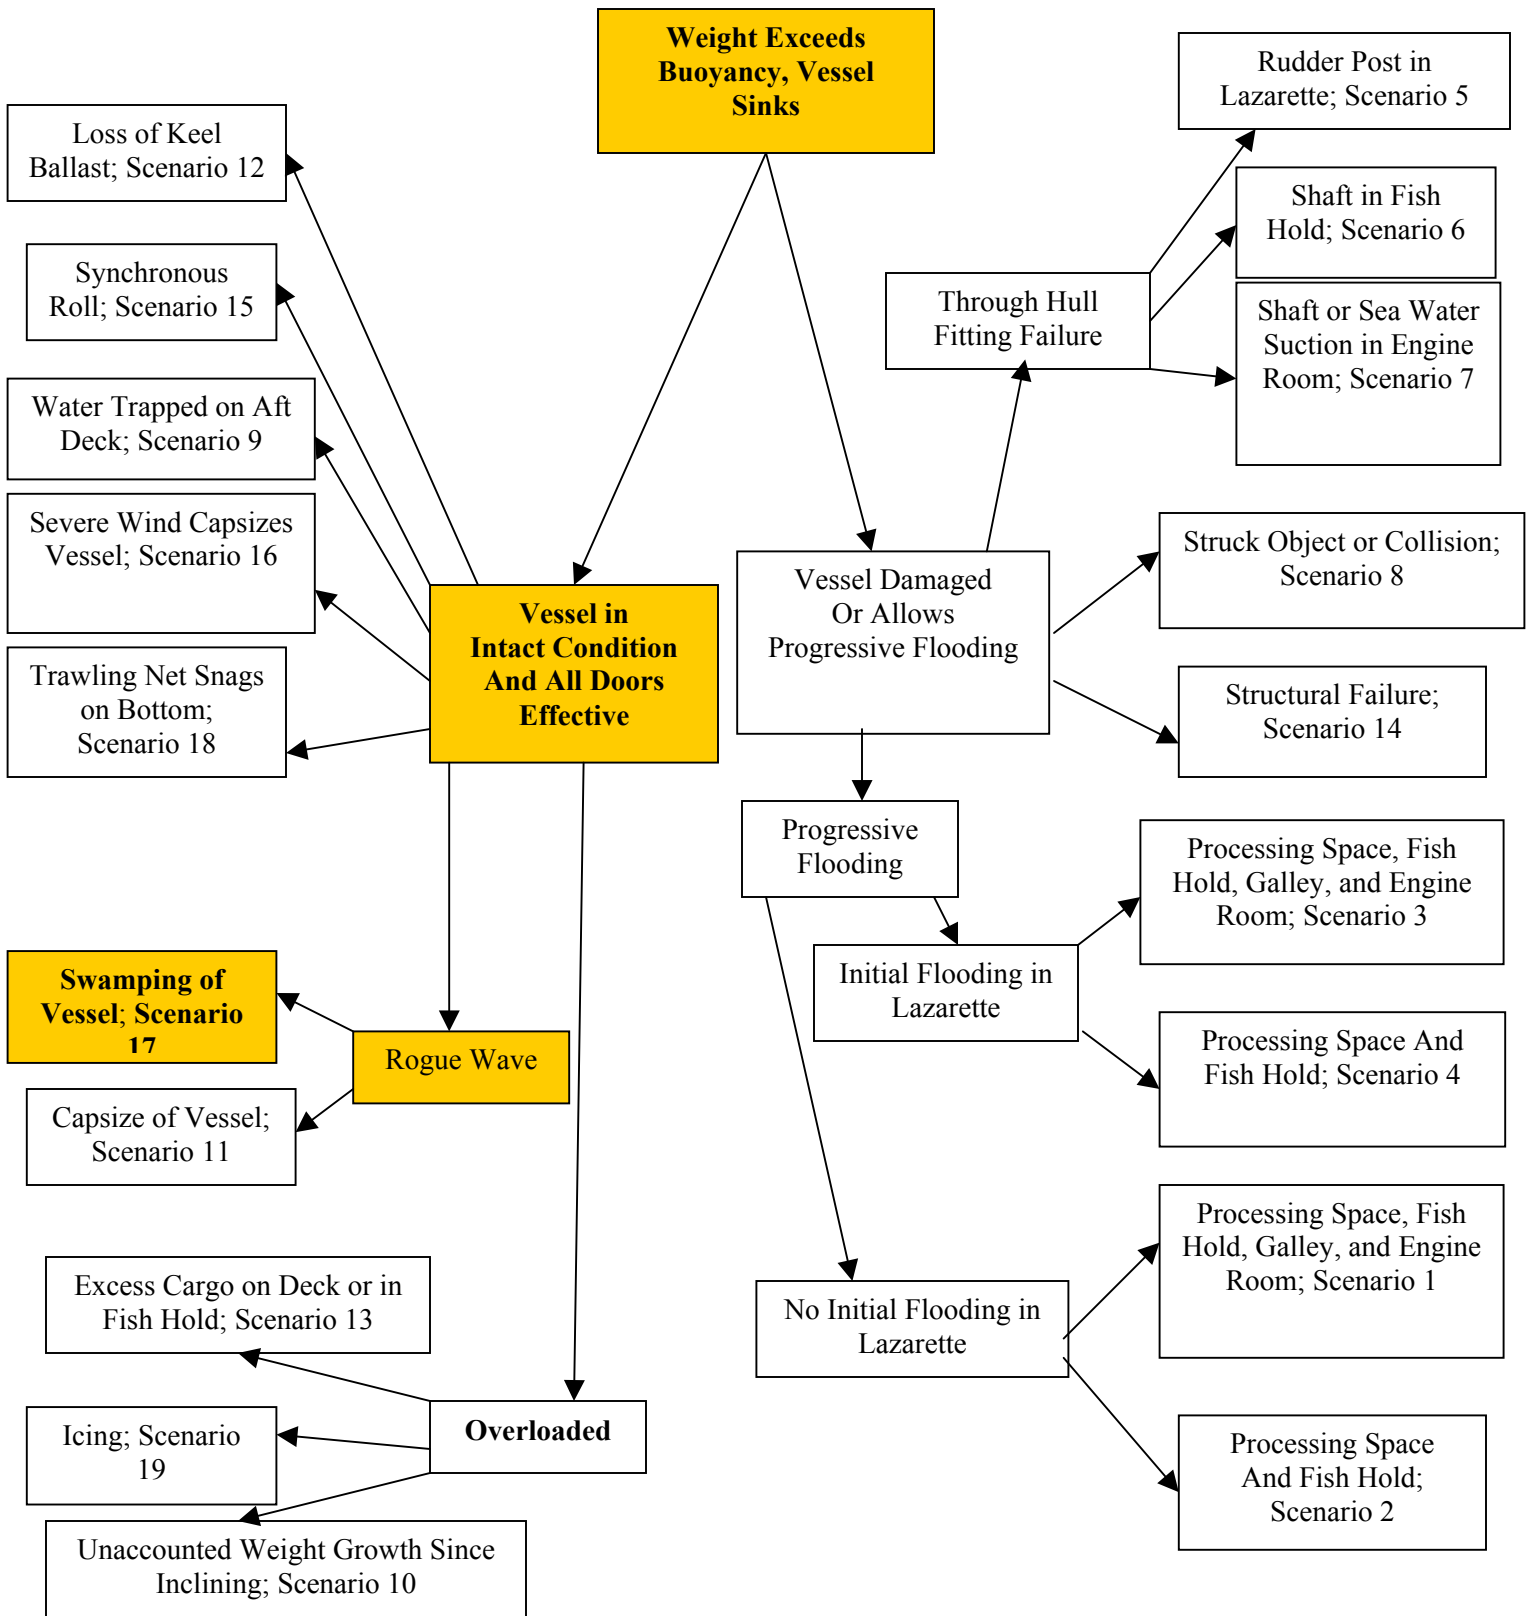 Weight Exceeds
Buoyancy, Vessel
Sinks
Rudder Post in
Lazarette; Scenario 5
Loss of Keel
Ballast; Scenario 12
Shaft in Fish
Hold; Scenario 6
Synchronous
Roll; Scenario 15
Through Hull
Fitting Failure
Shaft or Sea Water
Suction in Engine
Room; Scenario 7
Water Trapped on Aft
Deck; Scenario 9
Severe Wind Capsizes
Vessel; Scenario 16
Struck Object or Collision;
Scenario 8
Vessel Damaged
Or Allows
Progressive Flooding
Vessel in
Intact Condition
And All Doors
Effective
Trawling Net Snags
on Bottom;
Scenario 18
Structural Failure;
Scenario 14
Progressive
Flooding
Processing Space, Fish
Hold, Galley, and Engine
Room; Scenario 3
Initial Flooding in
Lazarette
Swamping of
Vessel; Scenario
17
Rogue Wave
Processing Space And
Fish Hold; Scenario 4
Capsize of Vessel;
Scenario 11
Processing Space, Fish
Hold, Galley, and Engine
Room; Scenario 1
Excess Cargo on Deck or in
Fish Hold; Scenario 13
No Initial Flooding in
Lazarette
Overloaded
Icing; Scenario
19
Processing Space
And Fish Hold;
Scenario 2
Unaccounted Weight Growth Since
Inclining; Scenario 10